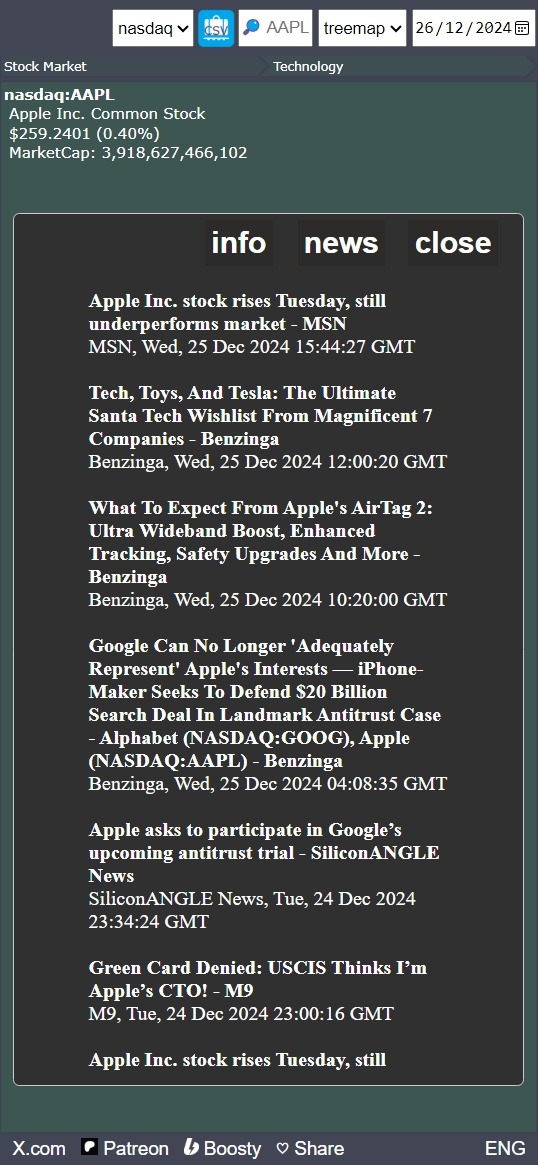 nasdaq CSV AAPL treemap 26/12/2024
Stock Market Technology
nasdaq:AAPL
Apple Inc. Common Stock
$259.2401 (0.40%)
MarketCap: 3,918,627,466,102
info news close
Apple Inc. stock rises Tuesday, still
underperforms market - MSN
MSN, Wed, 25 Dec 2024 15:44:27 GMT
Tech, Toys, And Tesla: The Ultimate
Santa Tech Wishlist From Magnificent 7
Companies - Benzinga
Benzinga, Wed, 25 Dec 2024 12:00:20 GMT
What To Expect From Apple's AirTag 2:
Ultra Wideband Boost, Enhanced
Tracking, Safety Upgrades And More -
Benzinga
Benzinga, Wed, 25 Dec 2024 10:20:00 GMT
Google Can No Longer 'Adequately
Represent' Apple's Interests — iPhone-
Maker Seeks To Defend $20 Billion
Search Deal In Landmark Antitrust Case
- Alphabet (NASDAQ:GOOG), Apple
(NASDAQ:AAPL) - Benzinga
Benzinga, Wed, 25 Dec 2024 04:08:35 GMT
Apple asks to participate in Google’s
upcoming antitrust trial - SiliconANGLE
News
SiliconANGLE News, Tue, 24 Dec 2024
23:34:24 GMT
Green Card Denied: USCIS Thinks I’m
Apple’s CTO! - M9
M9, Tue, 24 Dec 2024 23:00:16 GMT
Apple Inc. stock rises Tuesday, still
X.com Patreon Boosty Share ENG